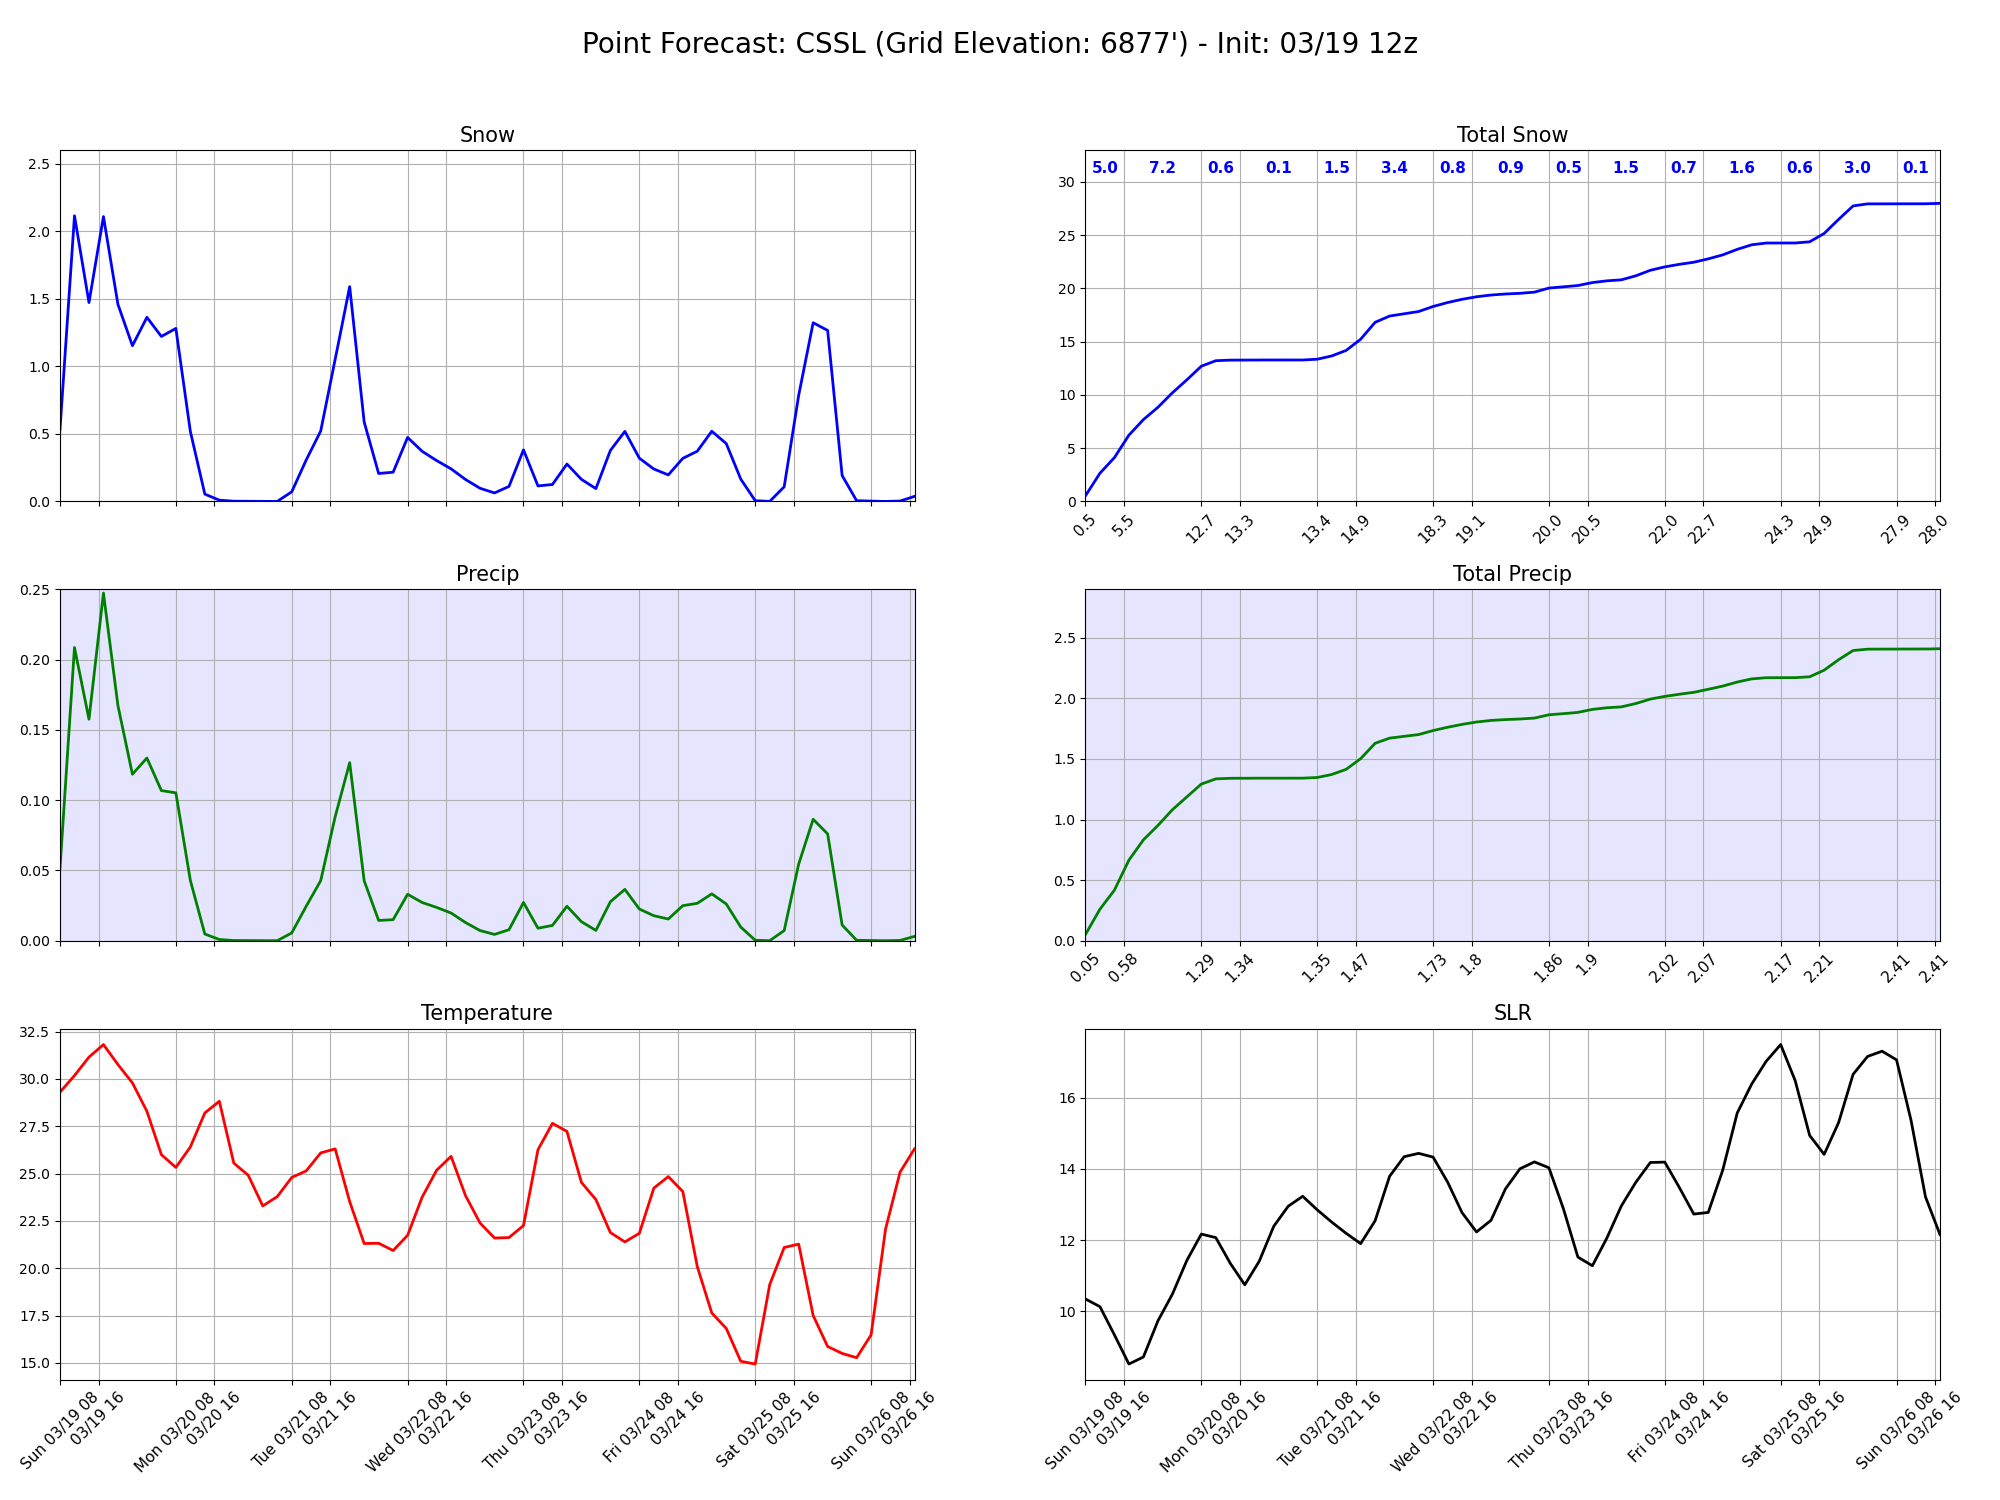 Point Forecast: CSSL (Grid Elevation: 6877') - Init: 03/19 12z
Snow
2.5
2.0
1.5
1.0
0.5
0.0
Total Snow
5.0 7.2 0.6 0.1 1.5 3.4 0.8 0.9 0.5 1.5 0.7 1.6 0.6 3.0 0.1
30
25
20
15
10
5
0
0.5 5.5 12.7 13.3 13.4 14.9 18.3 19.1 20.0 20.5 22.0 22.7 24.3 24.9 27.9 28.0
Precip
0.25
0.20
0.15
0.10
0.05
0.00
Total Precip
2.5
2.0
1.5
1.0
0.5
0.0
0.05 0.58 1.29 1.34 1.35 1.47 1.73 1.8 1.86 1.9 2.02 2.07 2.17 2.21 2.41 2.41
Temperature
32.5
30.0
27.5
25.0
22.5
20.0
17.5
15.0
Sun 03/19 08
03/19 16
Mon 03/20 08
03/20 16
Tue 03/21 08
03/21 16
Wed 03/22 08
03/22 16
Thu 03/23 08
03/23 16
Fri 03/24 08
03/24 16
Sat 03/25 08
03/25 16
Sun 03/26 08
03/26 16
SLR
16
14
12
10
Sun 03/19 08
03/19 16
Mon 03/20 08
03/20 16
Tue 03/21 08
03/21 16
Wed 03/22 08
03/22 16
Thu 03/23 08
03/23 16
Fri 03/24 08
03/24 16
Sat 03/25 08
03/25 16
Sun 03/26 08
03/26 16